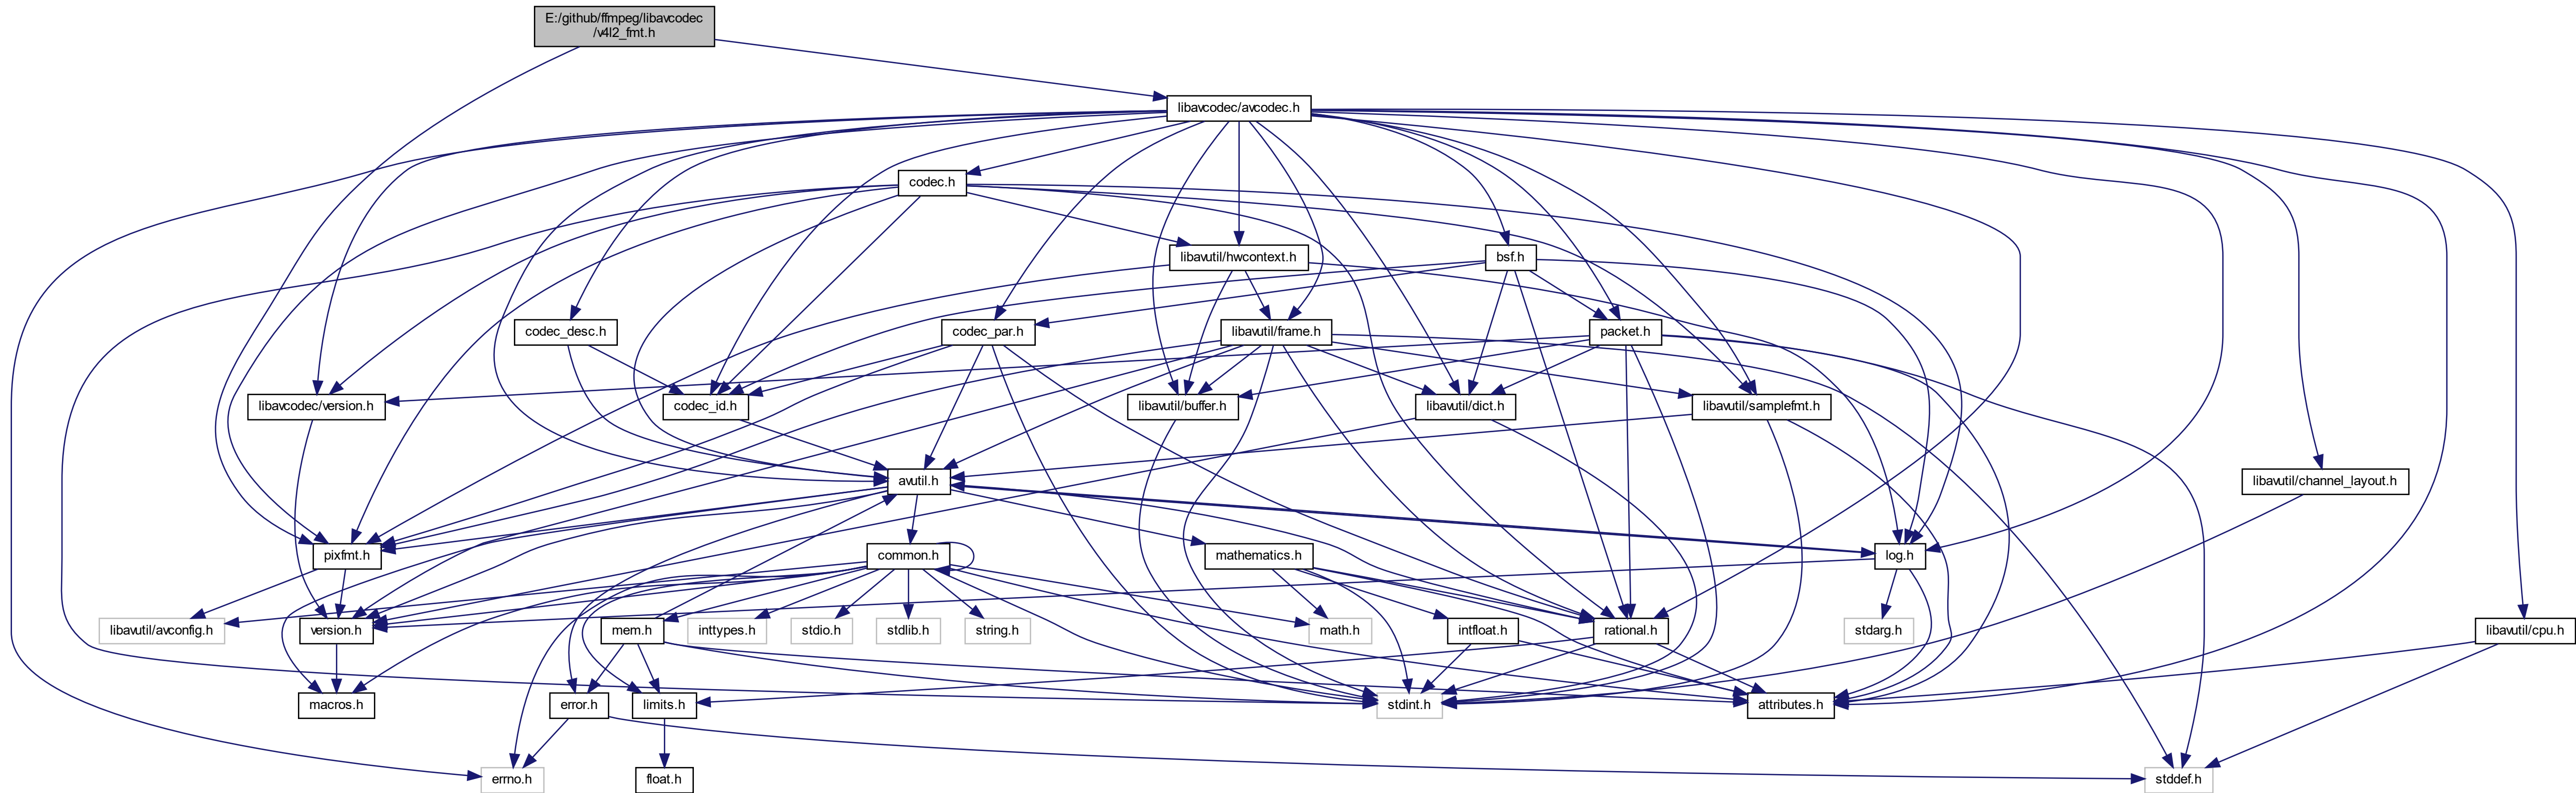 E:/github/ffmpeg/libavcodec
/v4l2_fmt.h
libavcodec/avcodec.h
codec.h
libavutil/hwcontext.h
bsf.h
codec_desc.h
codec_par.h
libavutil/frame.h
packet.h
libavcodec/version.h
codec_id.h
libavutil/buffer.h
libavutil/dict.h
libavutil/samplefmt.h
avutil.h
libavutil/channel_layout.h
pixfmt.h
common.h
mathematics.h
log.h
libavutil/avconfig.h
version.h
mem.h
inttypes.h
stdio.h
stdlib.h
string.h
math.h
intfloat.h
rational.h
stdarg.h
libavutil/cpu.h
macros.h
error.h
limits.h
stdint.h
attributes.h
errno.h
float.h
stddef.h